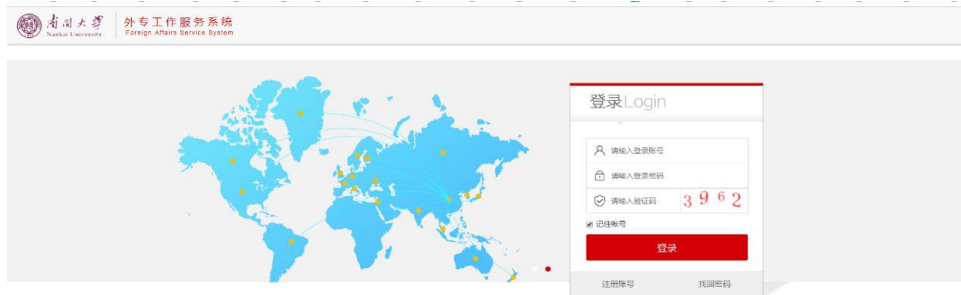 南開大學 外专工作服务系统
Nankai University Foreign Affairs Service System
登录Login
请输入登录账号
请输入登录密码
请输入验证码 3962
记住帐号
登录
注册账号 找回密码